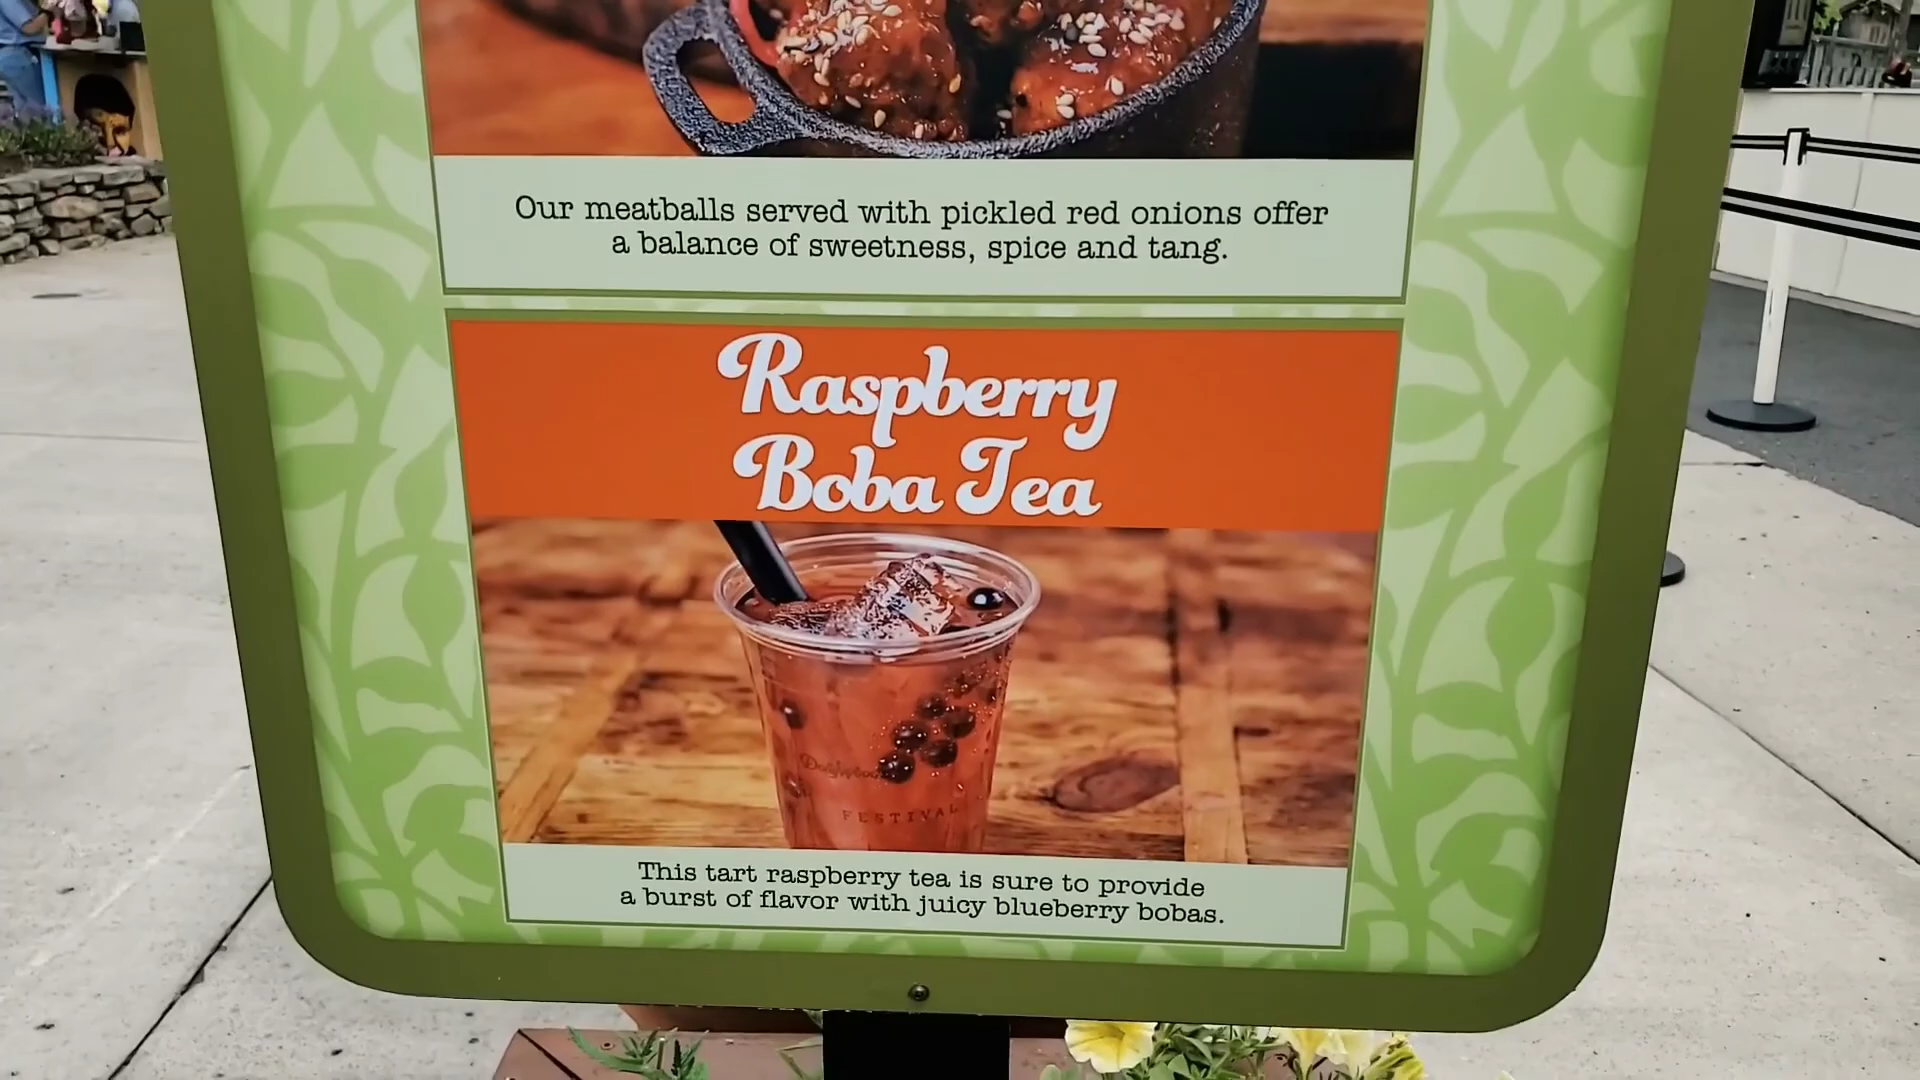 Our meatballs served with pickled red onions offer
a balance of sweetness, spice and tang.
Raspberry
Boba Tea
FESTIVAL
This tart raspberry tea is sure to provide
a burst of flavor with juicy blueberry bobas.